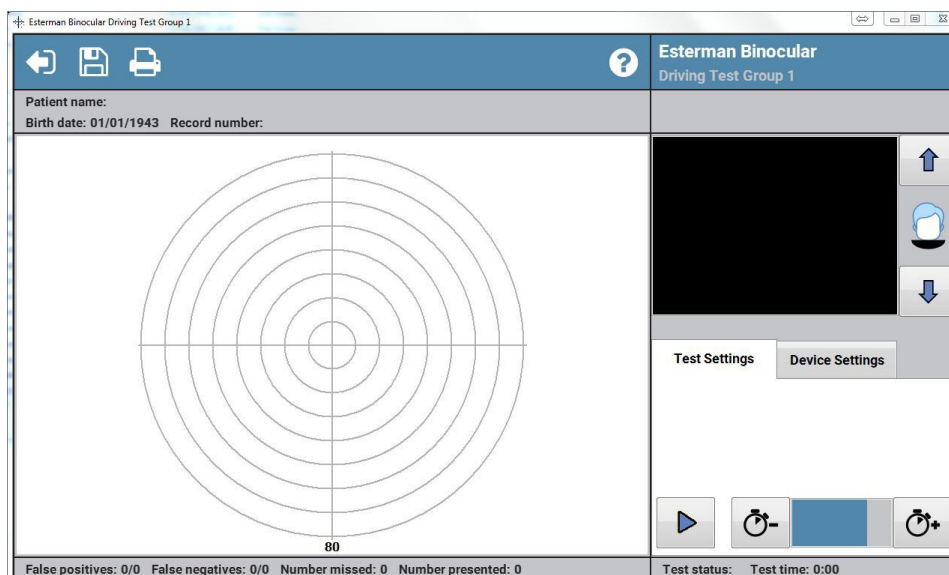 Esterman Binocular Driving Test Group 1
Esterman Binocular
Driving Test Group 1
Patient name:
Birth date: 01/01/1943 Record number:
Test Settings Device Settings
80
False positives: 0/0 False negatives: 0/0 Number missed: 0 Number presented: 0
Test status: Test time: 0:00